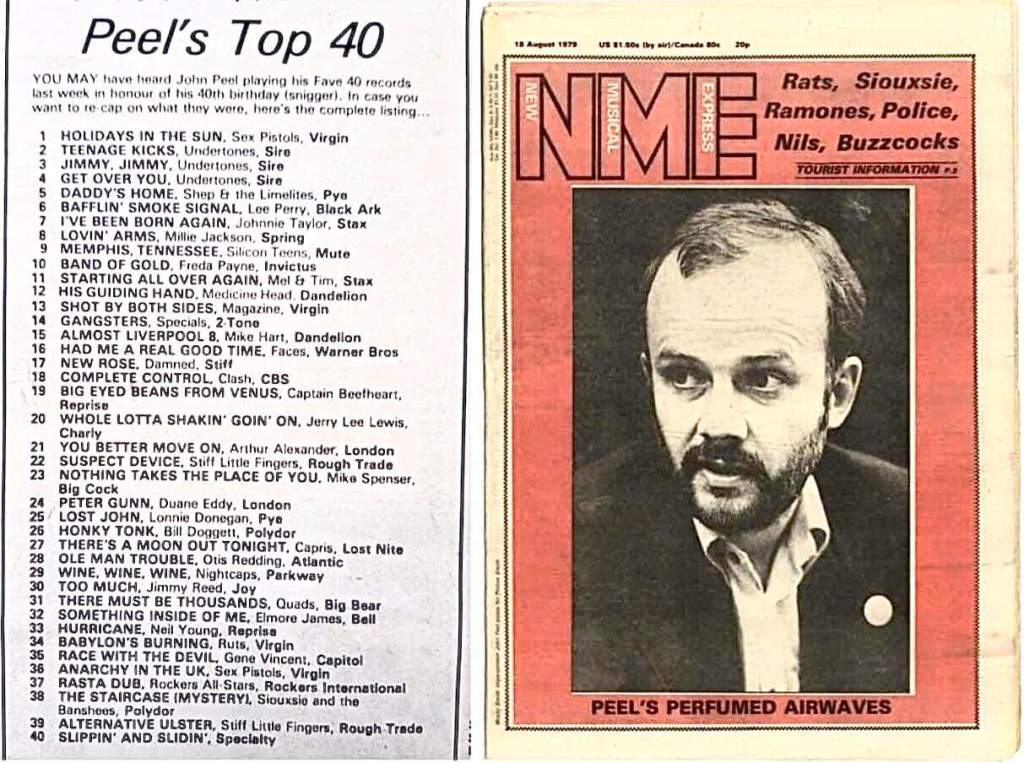 Peel's Top 40
YOU MAY have heard John Peel playing his Fave 40 records
last week in honour of his 40th birthday (snigger). In case you
want to re-cap on what they were, here's the complete listing...
1 HOLIDAYS IN THE SUN, Sex Pistols, Virgin
2 TEENAGE KICKS, Undertones, Sire
3 JIMMY, JIMMY, Undertones, Sire
4 GET OVER YOU, Undertones, Sire
5 DADDY'S HOME, Shep & the Limelites, Pye
6 BAFFLIN' SMOKE SIGNAL, Lee Perry, Black Ark
7 I'VE BEEN BORN AGAIN, Johnnie Taylor, Stax
8 LOVIN' ARMS, Millie Jackson, Spring
9 MEMPHIS, TENNESSEE, Silicon Teens, Mute
10 BAND OF GOLD, Freda Payne, Invictus
11 STARTING ALL OVER AGAIN, Mel & Tim, Stax
12 HIS GUIDING HAND, Medicine Head, Dandelion
13 SHOT BY BOTH SIDES, Magazine, Virgin
14 GANGSTERS, Specials, 2-Tone
15 ALMOST LIVERPOOL 8, Mike Hart, Dandelion
16 HAD ME A REAL GOOD TIME, Faces, Warner Bros
17 NEW ROSE, Damned, Stiff
18 COMPLETE CONTROL, Clash, CBS
19 BIG EYED BEANS FROM VENUS, Captain Beefheart,
Reprise
20 WHOLE LOTTA SHAKIN' GOIN' ON, Jerry Lee Lewis,
Charly
21 YOU BETTER MOVE ON, Arthur Alexander, London
22 SUSPECT DEVICE, Stiff Little Fingers, Rough Trade
23 NOTHING TAKES THE PLACE OF YOU, Mike Spenser,
Big Cock
24 PETER GUNN, Duane Eddy, London
25 LOST JOHN, Lonnie Donegan, Pye
26 HONKY TONK, Bill Doggett, Polydor
27 THERE'S A MOON OUT TONIGHT, Capris, Lost Nite
28 OLE MAN TROUBLE, Otis Redding, Atlantic
29 WINE, WINE, WINE, Nightcaps, Parkway
30 TOO MUCH, Jimmy Reed, Joy
31 THERE MUST BE THOUSANDS, Quads, Big Bear
32 SOMETHING INSIDE OF ME, Elmore James, Bell
33 HURRICANE, Neil Young, Reprise
34 BABYLON'S BURNING, Ruts, Virgin
35 RACE WITH THE DEVIL, Gene Vincent, Capitol
36 ANARCHY IN THE UK, Sex Pistols, Virgin
37 RASTA DUB, Rockers All-Stars, Rockers International
38 THE STAIRCASE (MYSTERY), Siouxsie and the
Banshees, Polydor
39 ALTERNATIVE ULSTER, Stiff Little Fingers, Rough Trade
40 SLIPPIN' AND SLIDIN', Specialty
18 August 1979 US $1.50c (by air)/Canada 80c 20p
NEW MUSICAL EXPRESS
NME
Rats, Siouxsie,
Ramones, Police,
Nils, Buzzcocks
TOURIST INFORMATION P.3
PEEL'S PERFUMED AIRWAVES